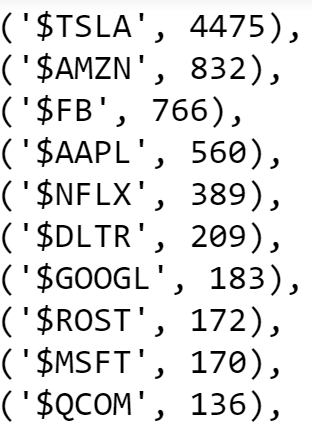 ('$TSLA', 4475),
('$AMZN', 832),
('$FB', 766),
('$AAPL', 560),
('$NFLX', 389),
('$DLTR', 209),
('$GOOGL', 183),
('$ROST', 172),
('$MSFT', 170),
('$QCOM', 136),